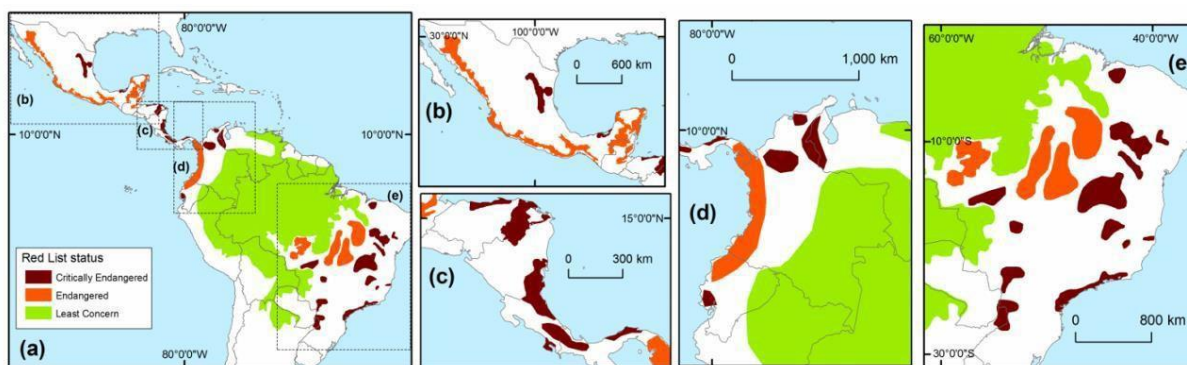 80°0'0"W
(b)
(c)
10°0'0"N
10°0'0"N
(d)
(e)
Red List status
Critically Endangered
Endangered
Least Concern
(a)
80°0'0"W
30°0'0"N
100°0'0"W
0 600 km
(b)
15°0'0"N
0 300 km
(c)
80°0'0"W
0 1,000 km
10°0'0"N
(d)
60°0'0"W
40°0'0"W
(e)
10°0'0"S
0 800 km
30°0'0"S